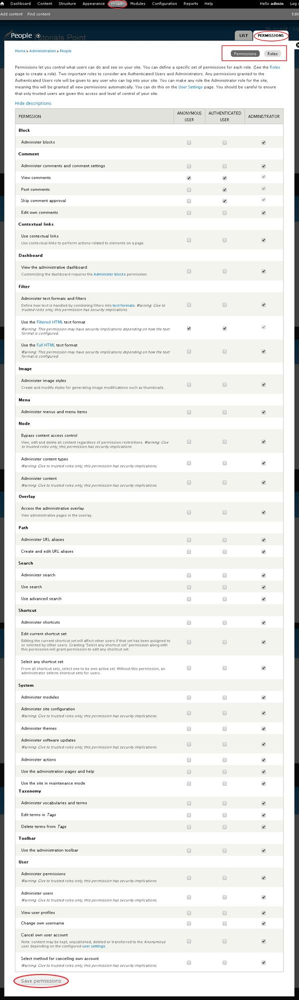 Dashboard Content Structure Appearance People Modules Configuration Reports Help Hello admin Log
Add content Find content Edit
My account
People Tutorials Point LIST PERMISSIONS
Home » Administration » People Permissions Roles
Permissions let you control what users can do and see on your site. You can define a specific set of permissions for each role. (See the Roles
page to create a role). Two important roles to consider are Authenticated Users and Administrators. Any permissions granted to the
Authenticated Users role will be given to any user who can log into your site. You can make any role the Administrator role for the site,
meaning this will be granted all new permissions automatically. You can do this on the User Settings page. You should be careful to ensure
that only trusted users are given this access and level of control of your site.
Hide descriptions
PERMISSION ANONYMOUS USER AUTHENTICATED USER ADMINISTRATOR
Block
Administer blocks
Comment
Administer comments and comment settings
View comments
Post comments
Skip comment approval
Edit own comments
Contextual links
Use contextual links
Use contextual links to perform actions related to elements on a page.
Dashboard
View the administrative dashboard
Customizing the dashboard requires the Administer blocks permission.
Filter
Administer text formats and filters
Define how text is handled by combining filters into text formats. Warning: Give to
trusted roles only; this permission has security implications.
Use the Filtered HTML text format
Warning: This permission may have security implications depending on how the text
format is configured.
Use the Full HTML text format
Warning: This permission may have security implications depending on how the text
format is configured.
Image
Administer image styles
Create and modify styles for generating image modifications such as thumbnails.
Menu
Administer menus and menu items
Node
Bypass content access control
View, edit and delete all content regardless of permission restrictions. Warning: Give
to trusted roles only; this permission has security implications.
Administer content types
Warning: Give to trusted roles only; this permission has security implications.
Administer content
Warning: Give to trusted roles only; this permission has security implications.
Overlay
Access the administrative overlay
View administrative pages in the overlay.
Path
Administer URL aliases
Create and edit URL aliases
Search
Administer search
Use search
Use advanced search
Shortcut
Administer shortcuts
Edit current shortcut set
Editing the current shortcut set will affect other users if that set has been assigned to
or selected by other users. Granting "Select any shortcut set" permission along with
this permission will grant permission to edit any shortcut set.
Select any shortcut set
From all shortcut sets, select one to be own active set. Without this permission, an
administrator selects shortcut sets for users.
System
Administer modules
Administer site configuration
Warning: Give to trusted roles only; this permission has security implications.
Administer themes
Administer software updates
Warning: Give to trusted roles only; this permission has security implications.
Administer actions
Use the administration pages and help
Use the site in maintenance mode
Taxonomy
Administer vocabularies and terms
Edit terms in Tags
Delete terms from Tags
Toolbar
Use the administration toolbar
User
Administer permissions
Warning: Give to trusted roles only; this permission has security implications.
Administer users
Warning: Give to trusted roles only; this permission has security implications.
View user profiles
Change own username
Cancel own user account
Note: content may be kept, unpublished, deleted or transferred to the Anonymous
user depending on the configured user settings.
Select method for cancelling own account
Warning: Give to trusted roles only; this permission has security implications.
Save permissions